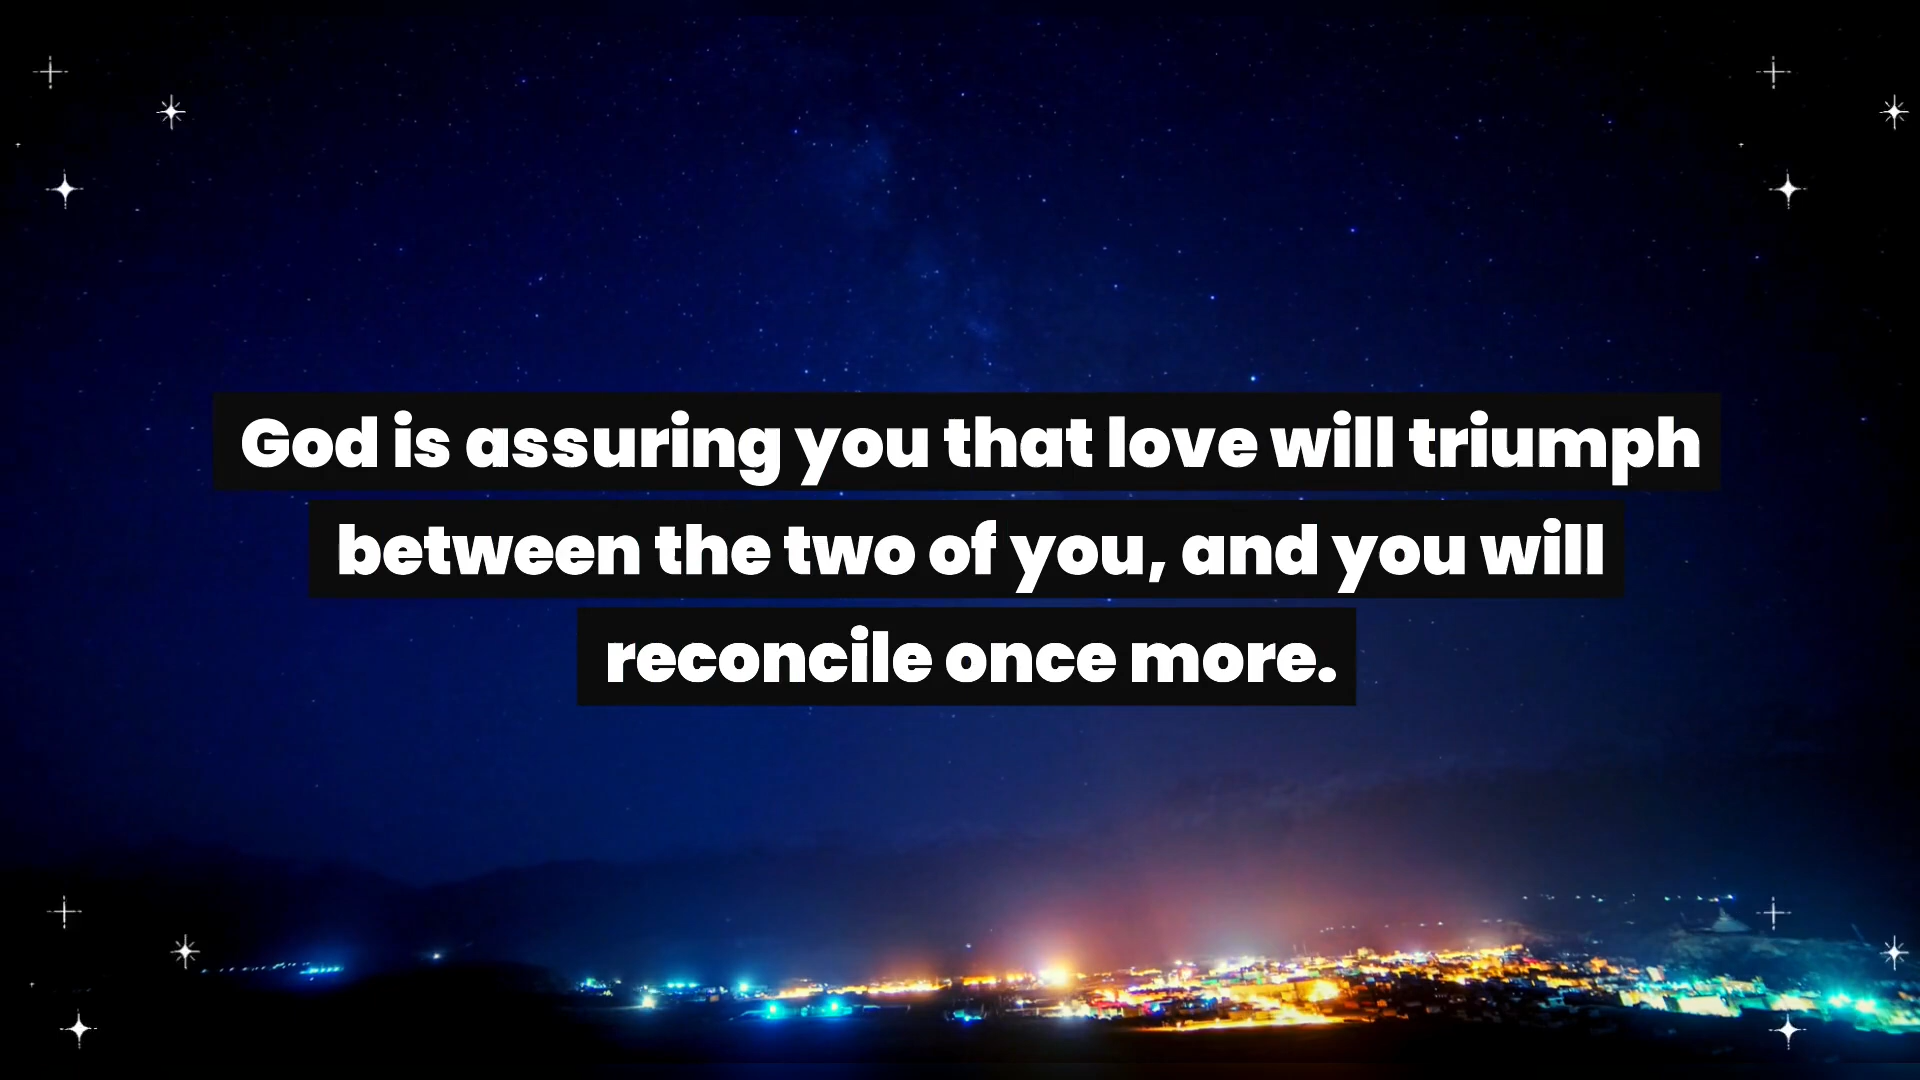 God is assuring you that love will triumph
between the two of you, and you will
reconcile once more.